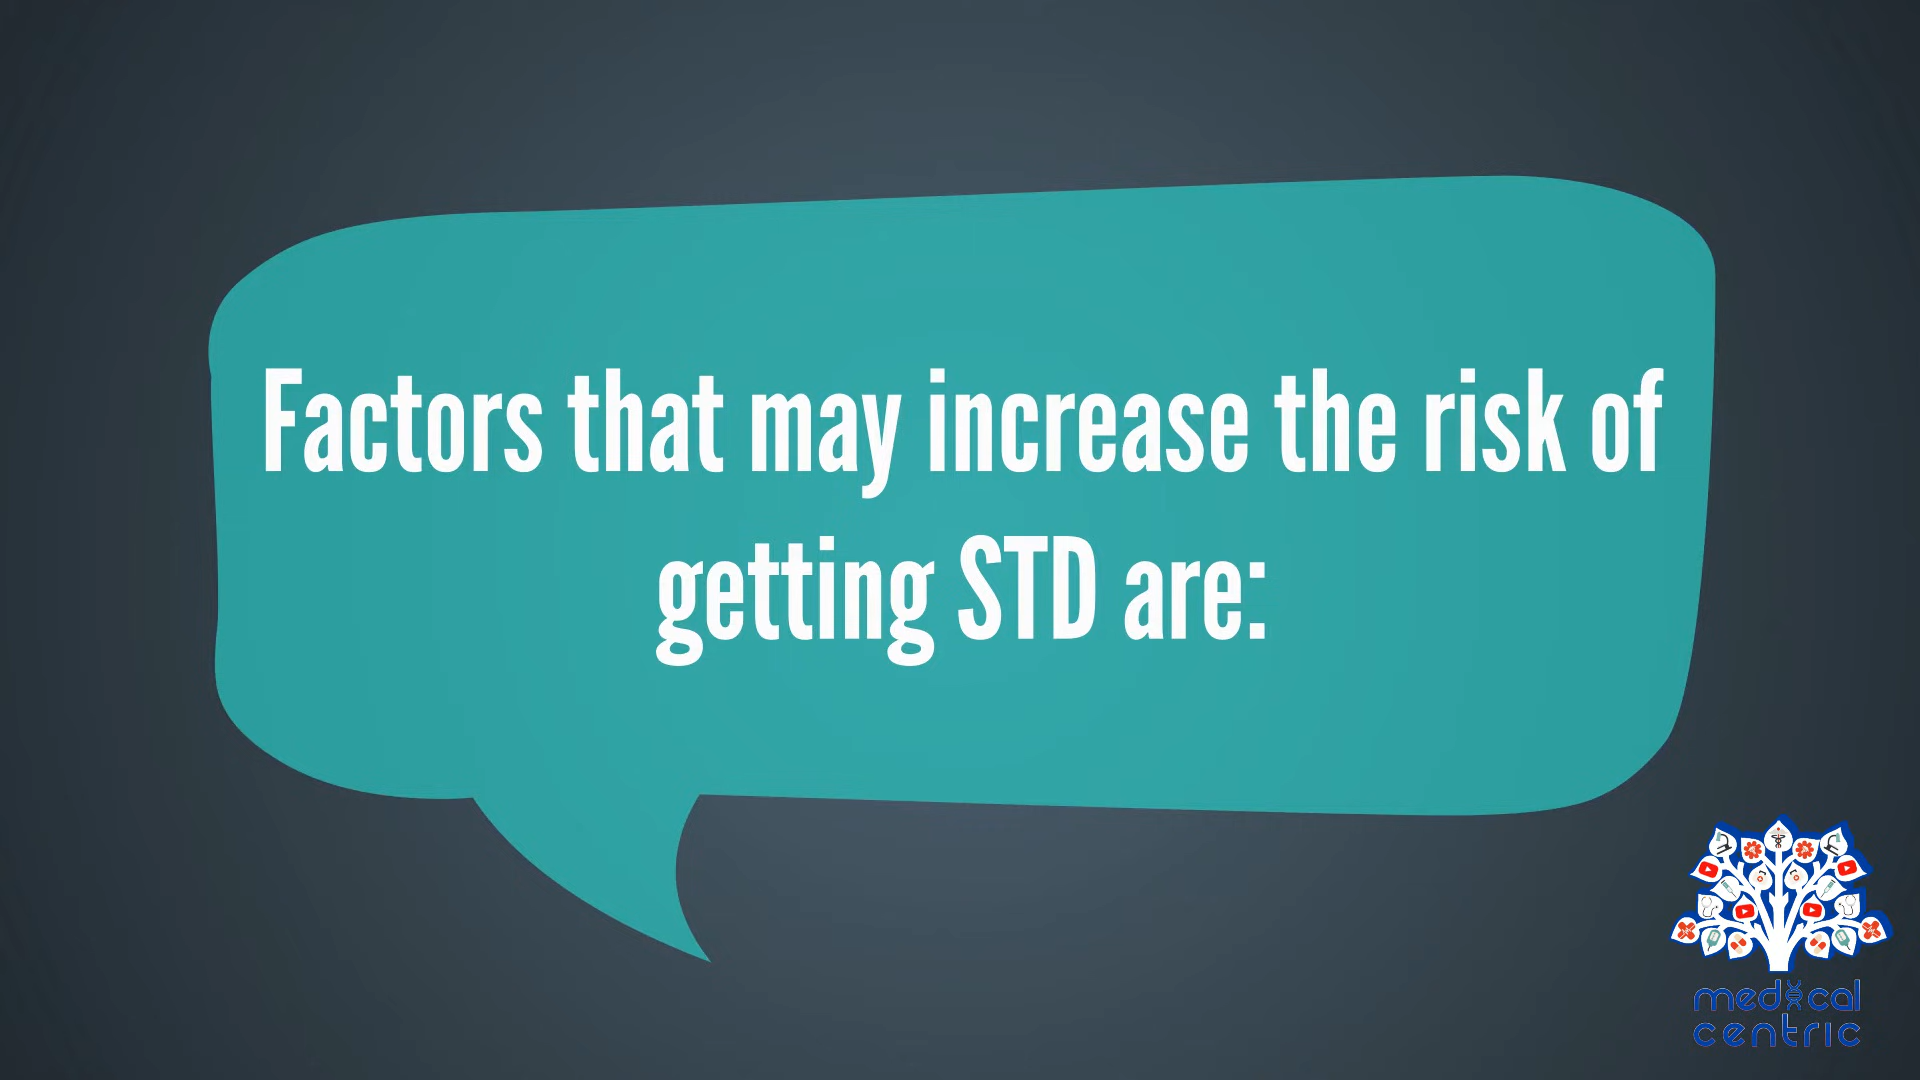 Factors that may increase the risk of
getting STD are:
medical
centric